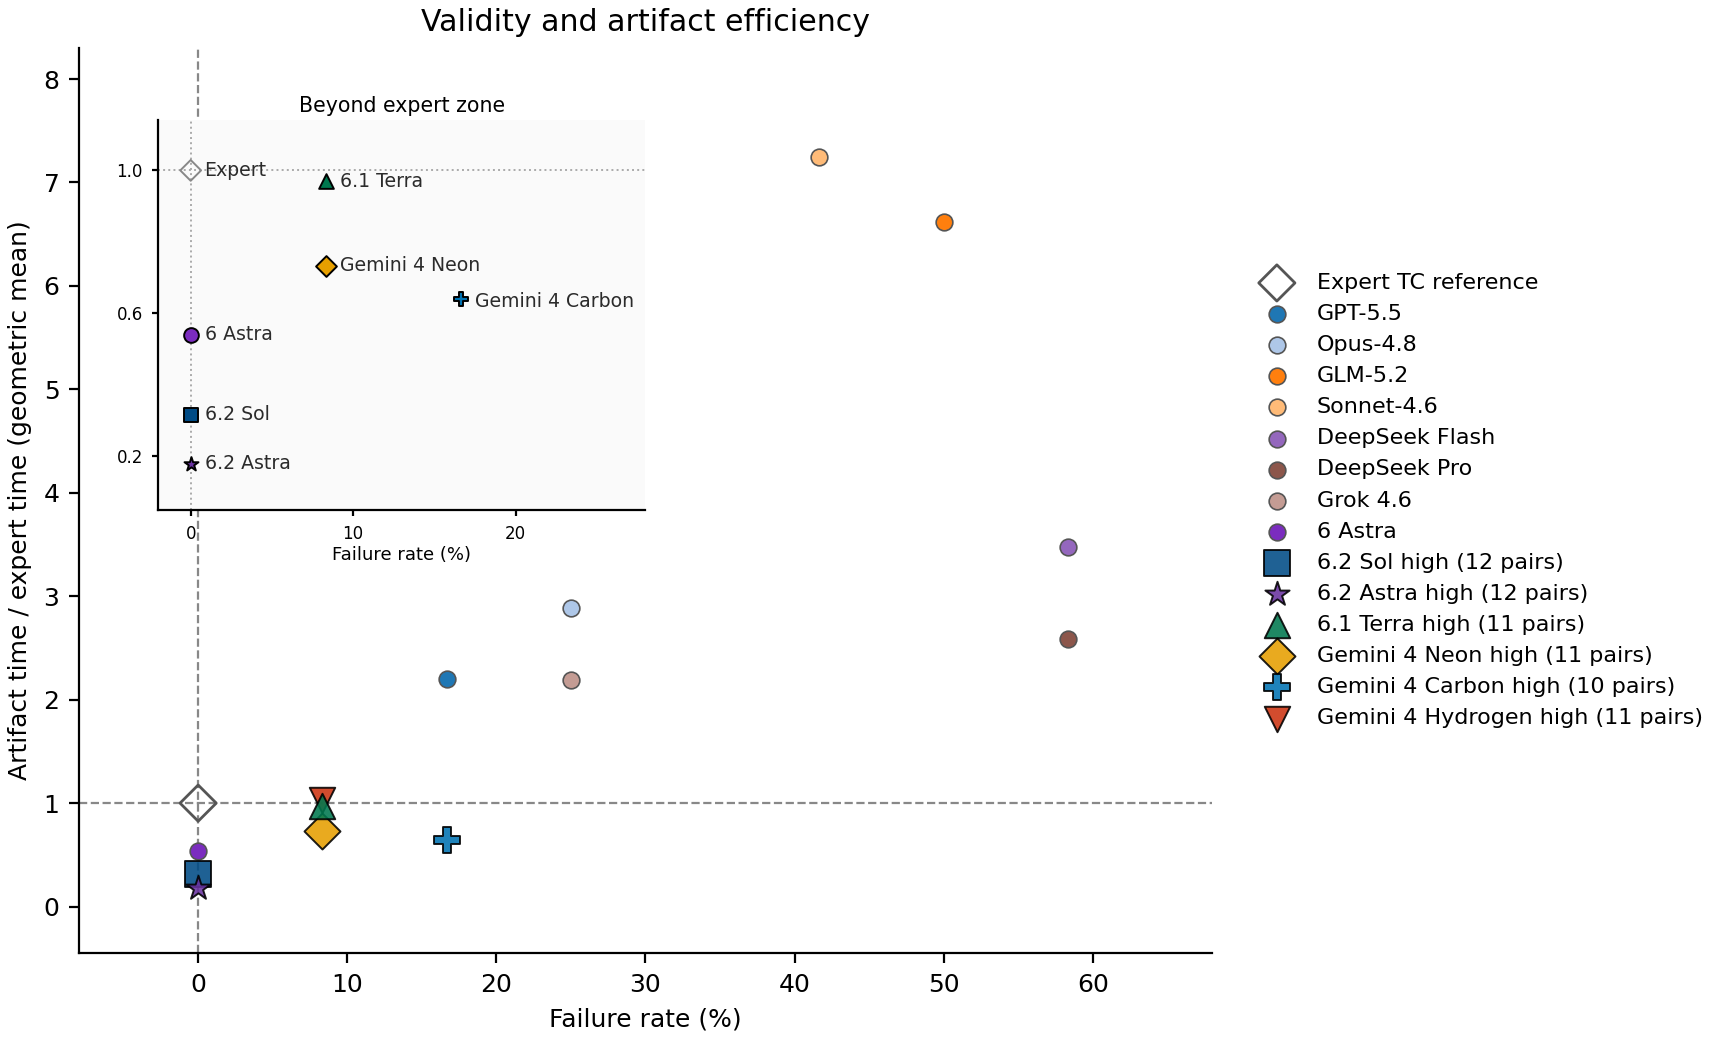 Validity and artifact efficiency
Artifact time / expert time (geometric mean)
8
7
6
5
4
3
2
1
0
Beyond expert zone
1.0
0.6
0.2
Expert
6.1 Terra
Gemini 4 Neon
Gemini 4 Carbon
6 Astra
6.2 Sol
6.2 Astra
0 10 20
Failure rate (%)
0 10 20 30 40 50 60
Failure rate (%)
Expert TC reference
GPT-5.5
Opus-4.8
GLM-5.2
Sonnet-4.6
DeepSeek Flash
DeepSeek Pro
Grok 4.6
6 Astra
6.2 Sol high (12 pairs)
6.2 Astra high (12 pairs)
6.1 Terra high (11 pairs)
Gemini 4 Neon high (11 pairs)
Gemini 4 Carbon high (10 pairs)
Gemini 4 Hydrogen high (11 pairs)